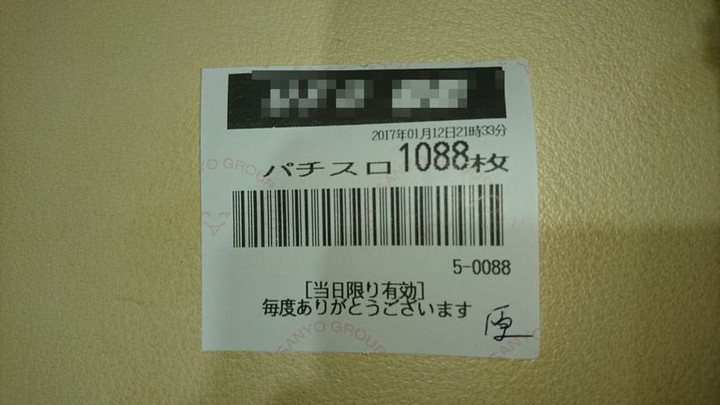 2017年01月12日21時33分
パチスロ1088枚
5-0088
[当日限り有効]
毎度ありがとうございます
SANYO GROUP